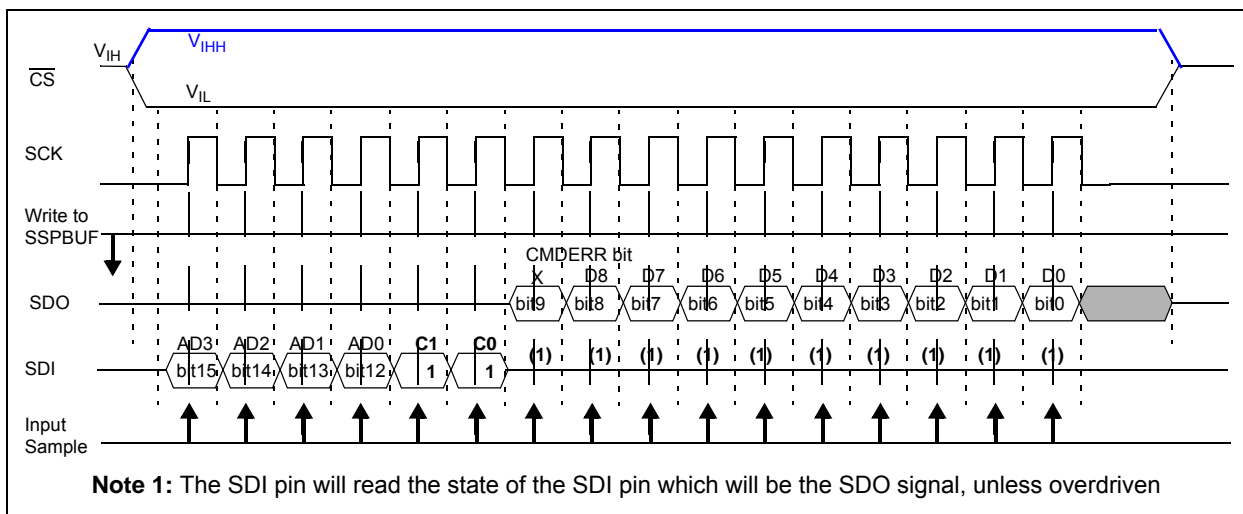 VIHH
VIH
CS
VIL
SCK
Write to
SSPBUF
CMDERR bit
X D8 D7 D6 D5 D4 D3 D2 D1 D0
SDO
bit9 bit8 bit7 bit6 bit5 bit4 bit3 bit2 bit1 bit0
AD3 AD2 AD1 AD0 C1 C0
(1) (1) (1) (1) (1) (1) (1) (1) (1) (1)
SDI
bit15 bit14 bit13 bit12 1 1
Input
Sample
Note 1: The SDI pin will read the state of the SDI pin which will be the SDO signal, unless overdriven